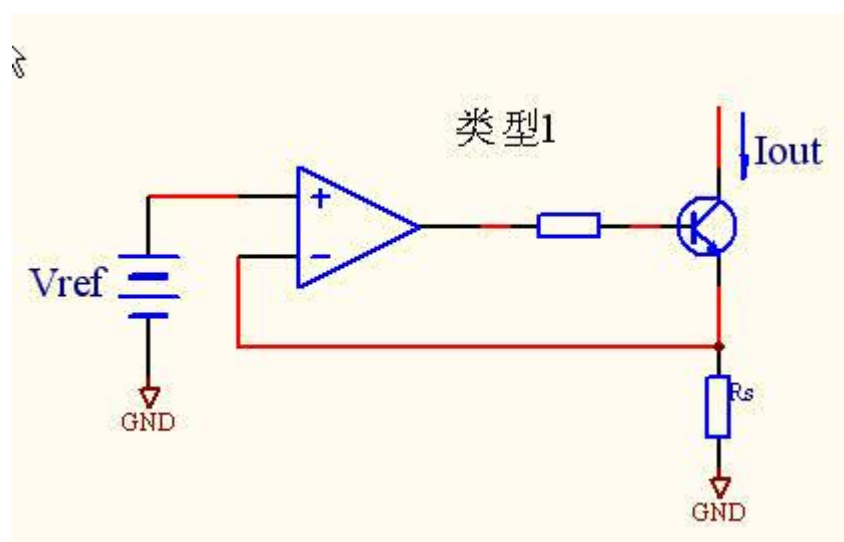 类型1
Iout
+
−
Vref
Rs
GND
GND